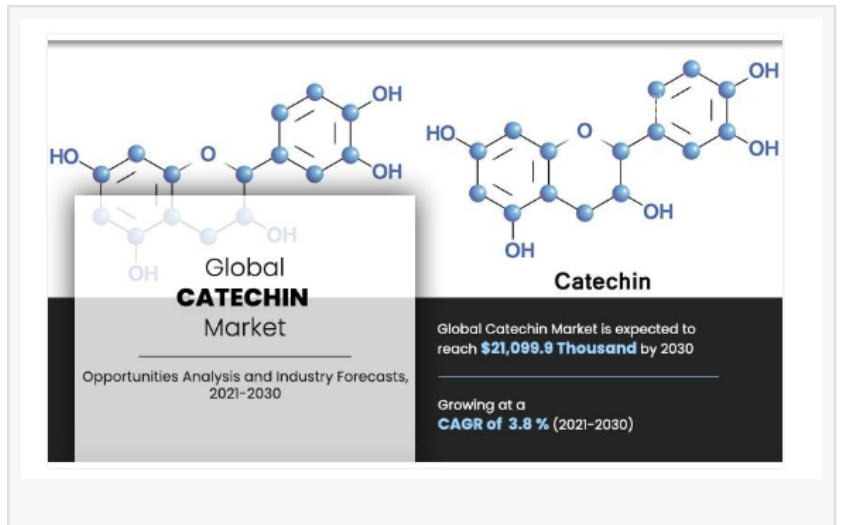 OH
HO
O
OH
OH
OH
Global
CATECHIN
Market
Opportunities Analysis and Industry Forecasts,
2021-2030
OH
HO
O
OH
OH
OH
Catechin
Global Catechin Market is expected to
reach $21,099.9 Thousand by 2030
Growing at a
CAGR of 3.8 % (2021-2030)